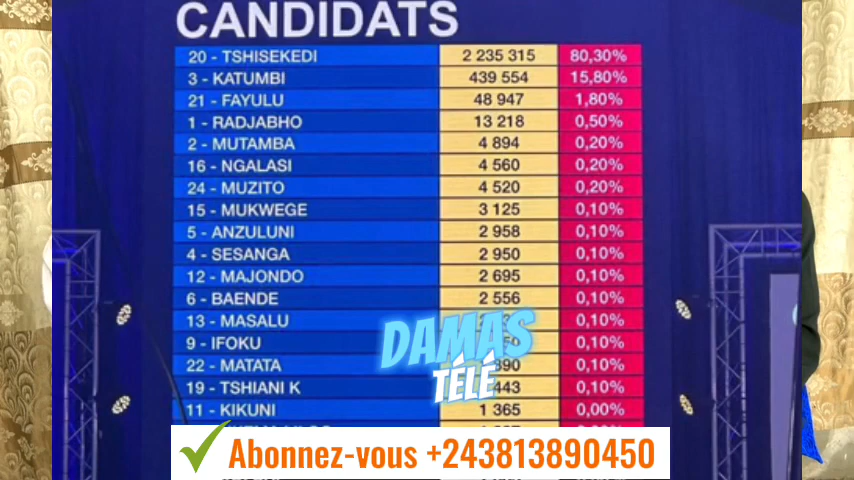 CANDIDATS
20 - TSHISEKEDI 2 235 315 80,30%
3 - KATUMBI 439 554 15,80%
21 - FAYULU 48 947 1,80%
1 - RADJABHO 13 218 0,50%
2 - MUTAMBA 4 894 0,20%
16 - NGALASI 4 560 0,20%
24 - MUZITO 4 520 0,20%
15 - MUKWEGE 3 125 0,10%
5 - ANZULUNI 2 958 0,10%
4 - SESANGA 2 950 0,10%
12 - MAJONDO 2 695 0,10%
6 - BAENDE 2 556 0,10%
13 - MASALU 0,10%
9 - IFOKU 0,10%
22 - MATATA 0,10%
19 - TSHIANI K 443 0,10%
11 - KIKUNI 1 365 0,00%
DAMAS
TÉLÉ
Abonnez-vous +243813890450